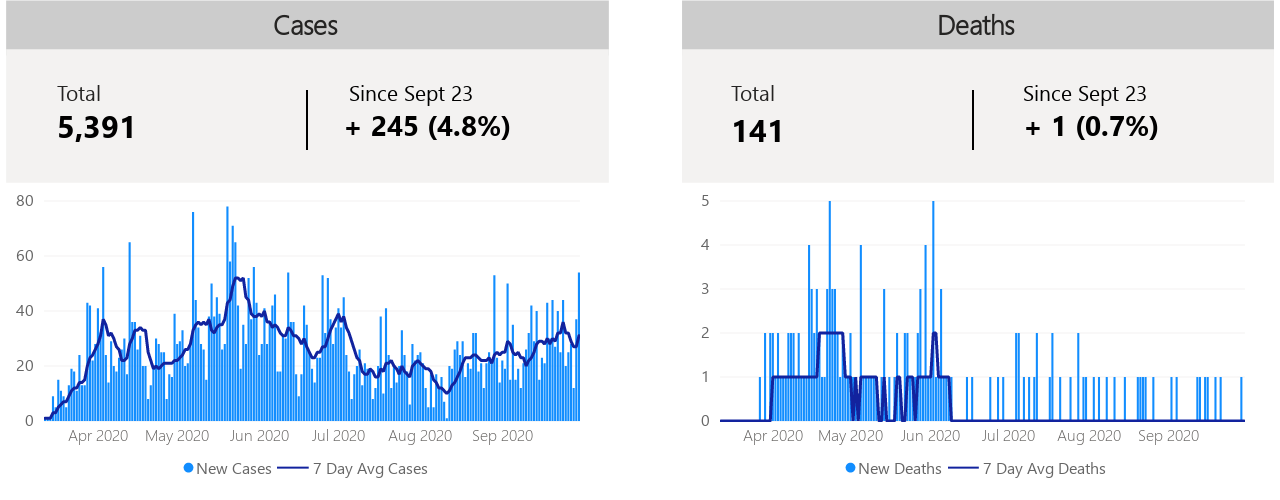 Cases
Total
5,391
Since Sept 23
+ 245 (4.8%)
80
60
40
20
0
Apr 2020 May 2020 Jun 2020 Jul 2020 Aug 2020 Sep 2020
New Cases 7 Day Avg Cases
Deaths
Total
141
Since Sept 23
+ 1 (0.7%)
5
4
3
2
1
0
Apr 2020 May 2020 Jun 2020 Jul 2020 Aug 2020 Sep 2020
New Deaths 7 Day Avg Deaths